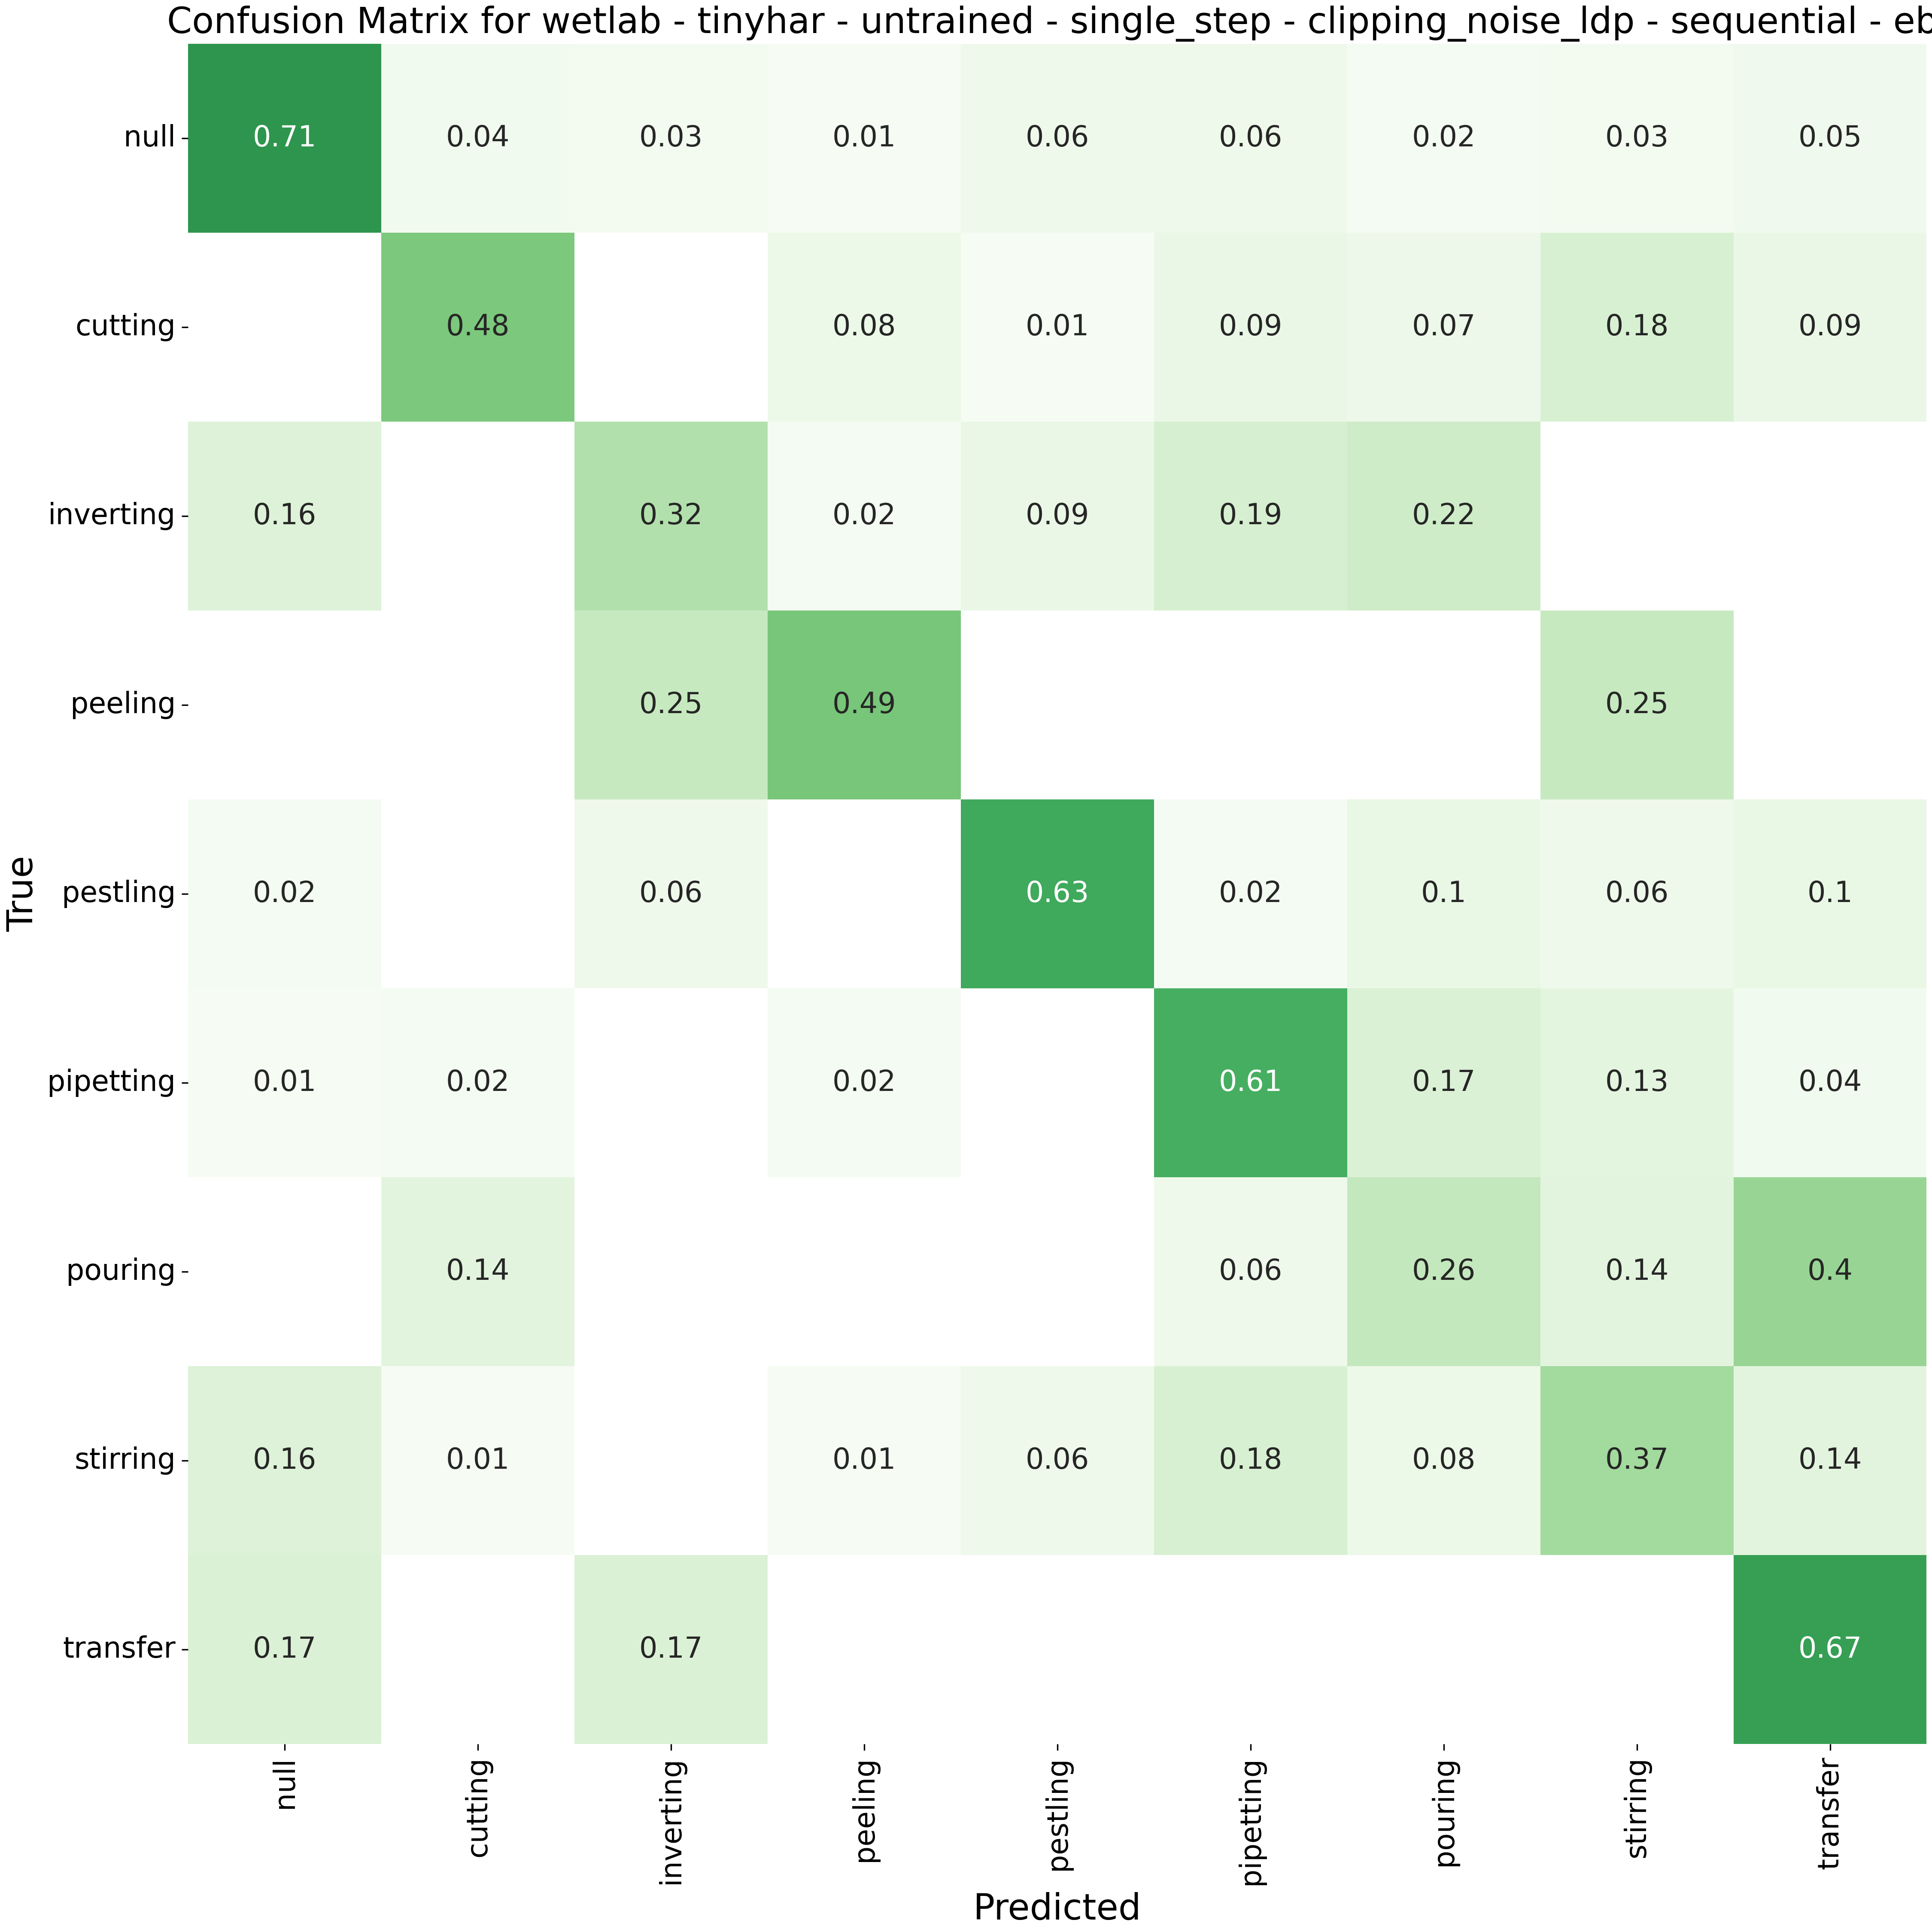 Confusion Matrix for wetlab - tinyhar - untrained - single_step - clipping_noise_ldp - sequential - eb
null 0.71 0.04 0.03 0.01 0.06 0.06 0.02 0.03 0.05
cutting 0.48 0.08 0.01 0.09 0.07 0.18 0.09
inverting 0.16 0.32 0.02 0.09 0.19 0.22
peeling 0.25 0.49 0.25
pestling 0.02 0.06 0.63 0.02 0.1 0.06 0.1
pipetting 0.01 0.02 0.02 0.61 0.17 0.13 0.04
pouring 0.14 0.06 0.26 0.14 0.4
stirring 0.16 0.01 0.01 0.06 0.18 0.08 0.37 0.14
transfer 0.17 0.17 0.67
True
null cutting inverting peeling pestling pipetting pouring stirring transfer
Predicted